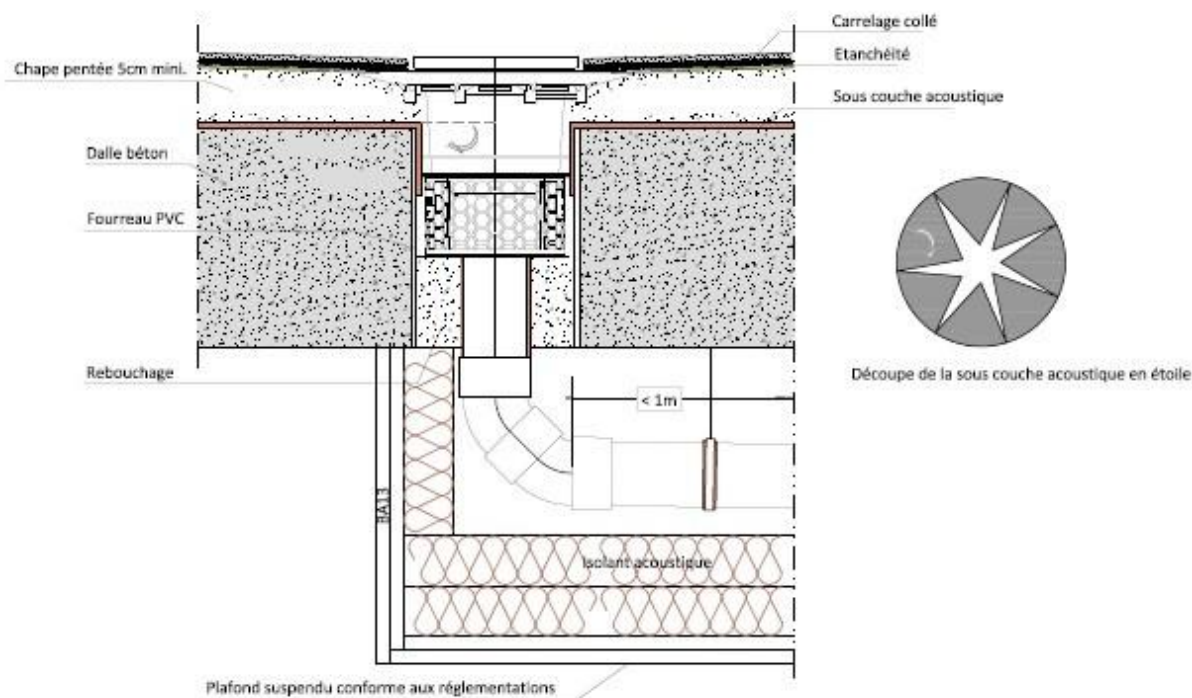 Carrelage collé
Etanchéité
Chape pentée 5cm mini.
Sous couche acoustique
Dalle béton
Fourreau PVC
Rebouchage
Découpe de la sous couche acoustique en étoile
< 1m
BA13
Isolant acoustique
Plafond suspendu conforme aux réglementations